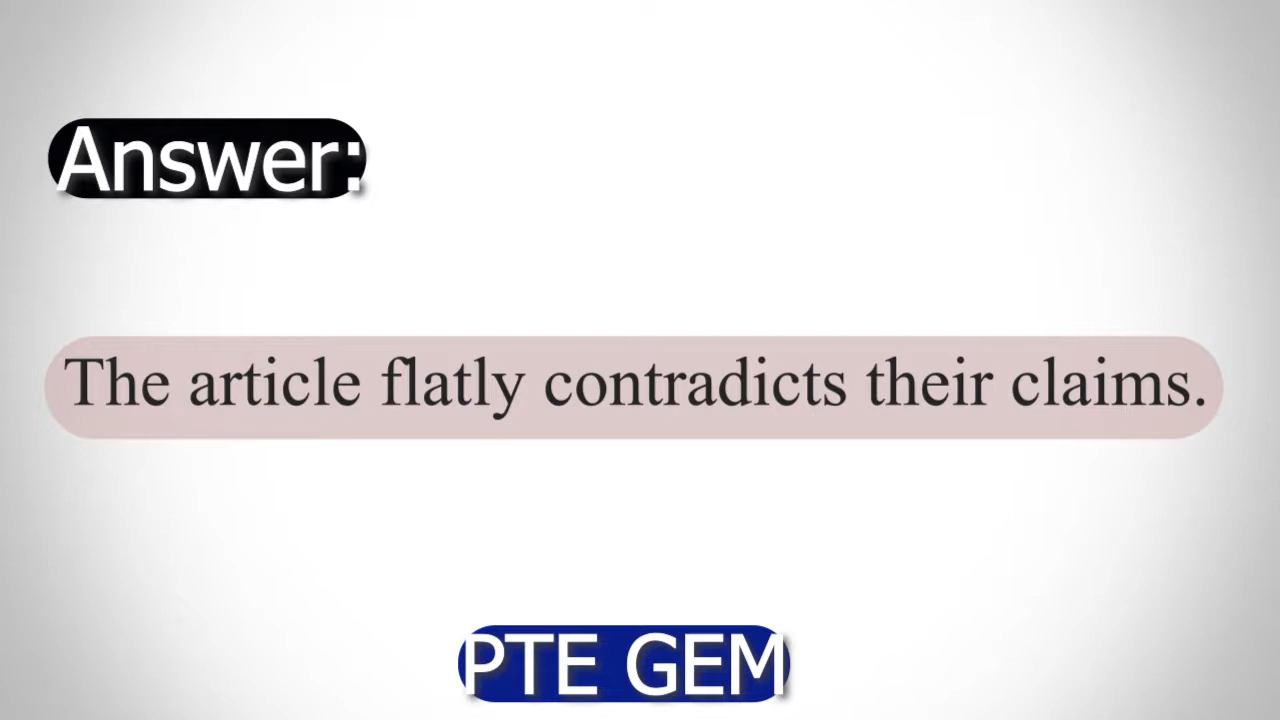 Answer:
The article flatly contradicts their claims.
PTE GEM